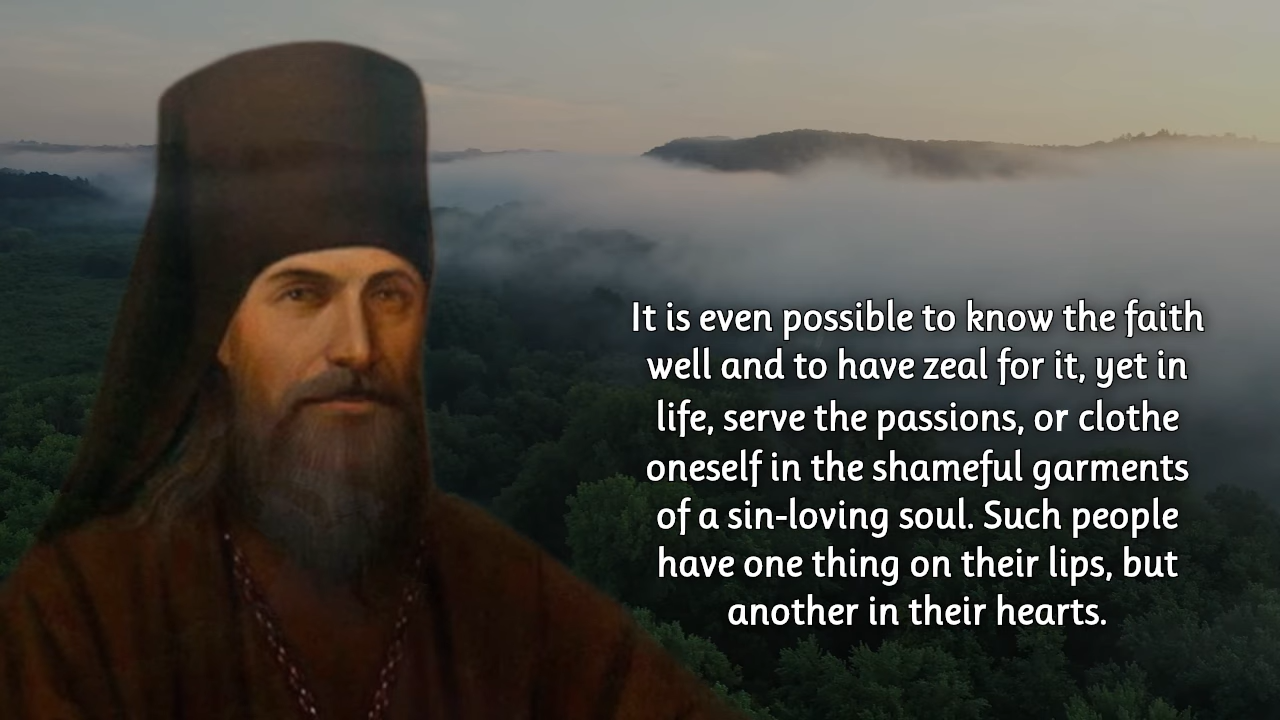 It is even possible to know the faith
well and to have zeal for it, yet in
life, serve the passions, or clothe
oneself in the shameful garments
of a sin-loving soul. Such people
have one thing on their lips, but
another in their hearts.